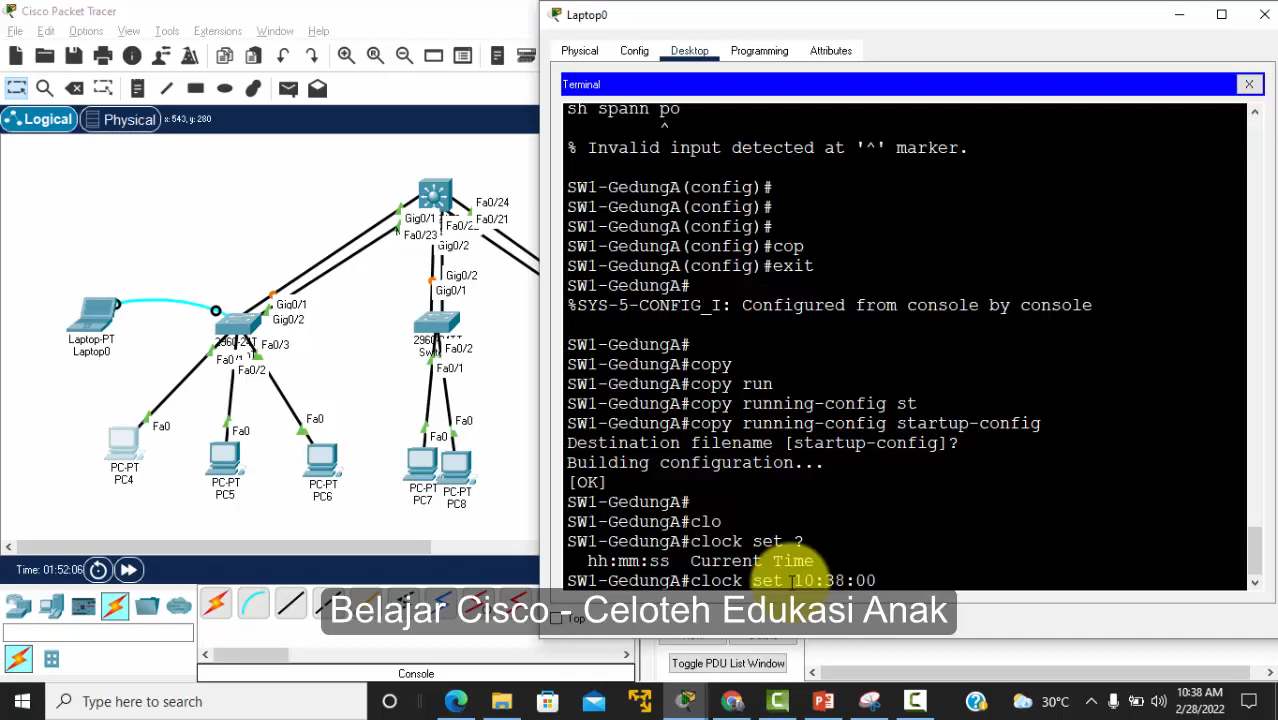 Cisco Packet Tracer
File Edit Options View Tools Extensions Window Help
Logical Physical x: 543, y: 280
Fa0/24
Gig0/1 Fa0/21
Fa0/23
Gig0/2
Gig0/2
Gig0/1
Gig0/1
Gig0/2
Laptop-PT
Laptop0
Fa0/3
Fa0/2
Fa0/2
Fa0/1
Fa0
Fa0
Fa0
Fa0
Fa0
PC-PT
PC4
PC-PT
PC5
PC-PT
PC6
PC-PT
PC7
PC-PT
PC8
Time: 01:52:06
Console
Laptop0
Physical Config Desktop Programming Attributes
Terminal X
sh spann po
^
% Invalid input detected at '^' marker.
SW1-GedungA(config)#
SW1-GedungA(config)#
SW1-GedungA(config)#
SW1-GedungA(config)#cop
SW1-GedungA(config)#exit
SW1-GedungA#
%SYS-5-CONFIG_I: Configured from console by console
SW1-GedungA#
SW1-GedungA#copy
SW1-GedungA#copy run
SW1-GedungA#copy running-config st
SW1-GedungA#copy running-config startup-config
Destination filename [startup-config]?
Building configuration...
[OK]
SW1-GedungA#
SW1-GedungA#clo
SW1-GedungA#clock set ?
hh:mm:ss Current Time
SW1-GedungA#clock set 10:38:00
Top
Belajar Cisco - Celoteh Edukasi Anak
Toggle PDU List Window
Type here to search
30°C
10:38 AM
2/28/2022